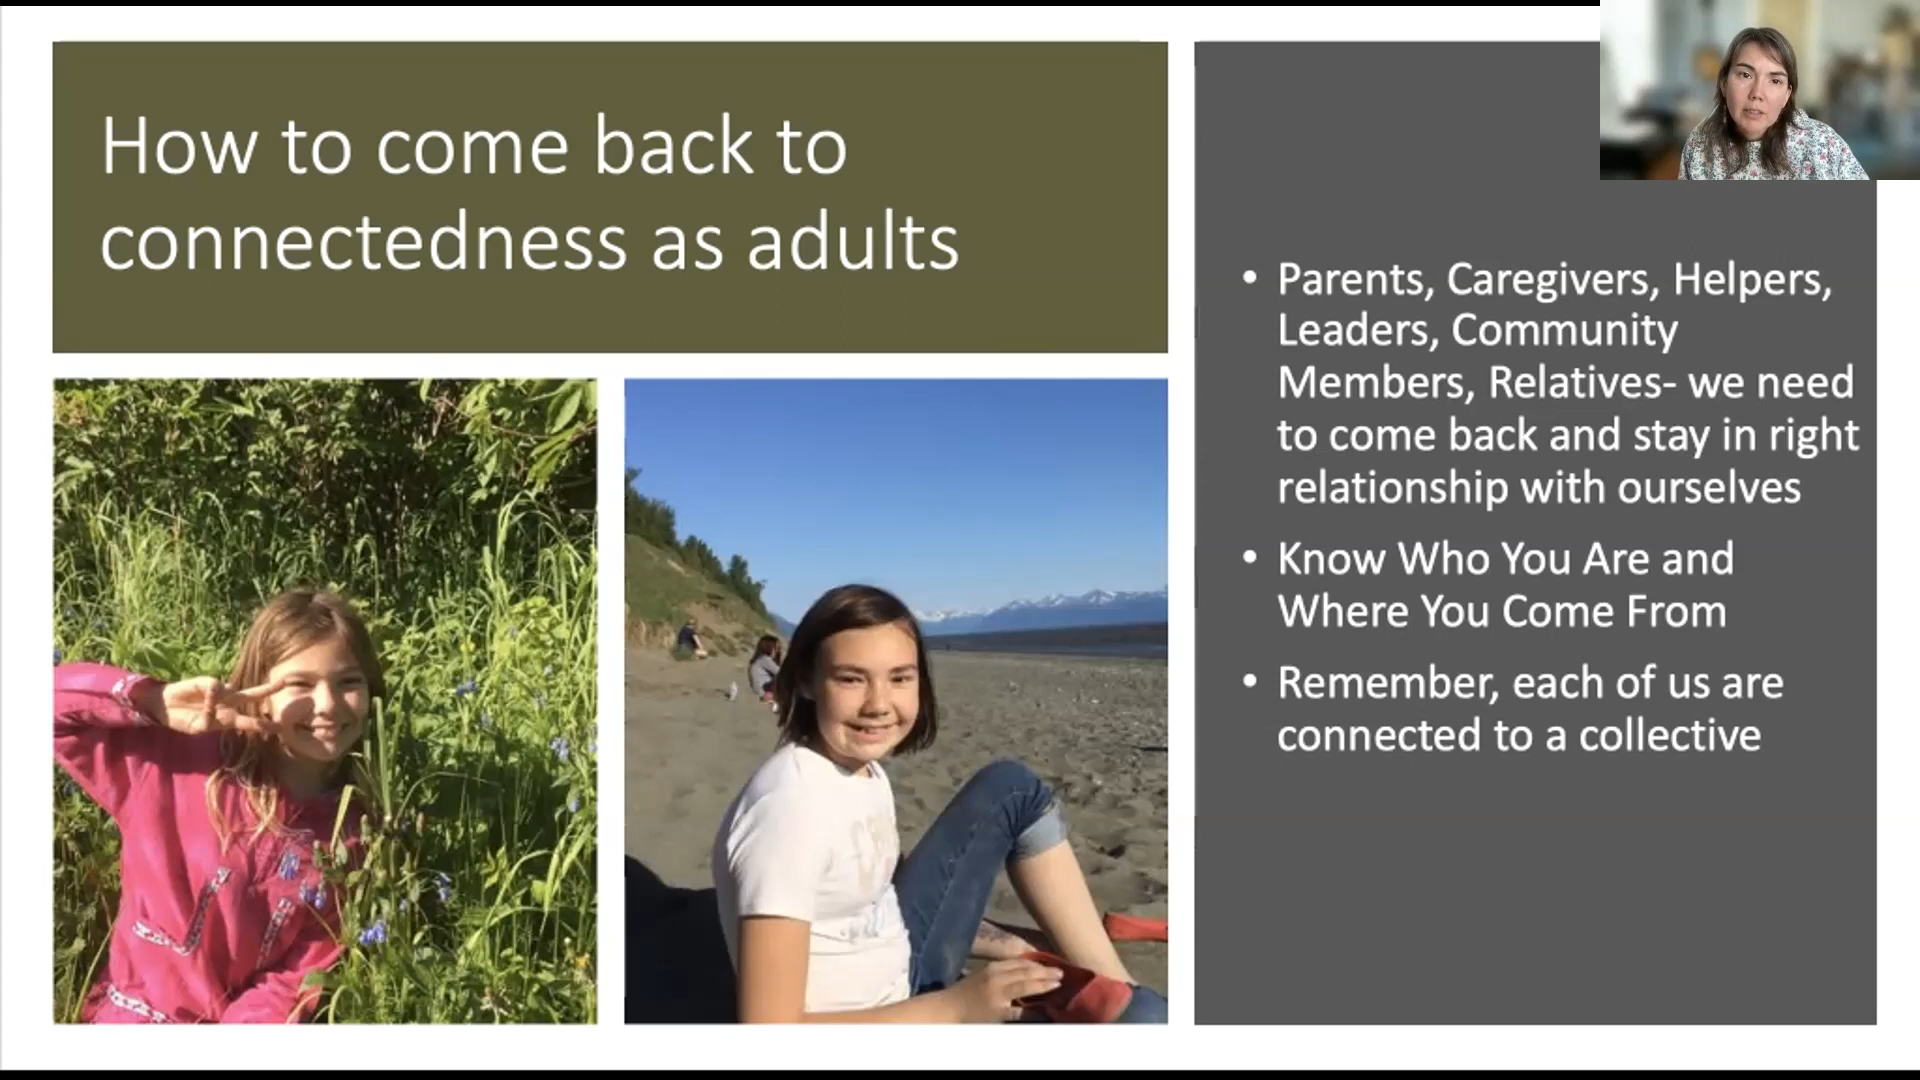 How to come back to
connectedness as adults
• Parents, Caregivers, Helpers,
Leaders, Community
Members, Relatives- we need
to come back and stay in right
relationship with ourselves
• Know Who You Are and
Where You Come From
• Remember, each of us are
connected to a collective